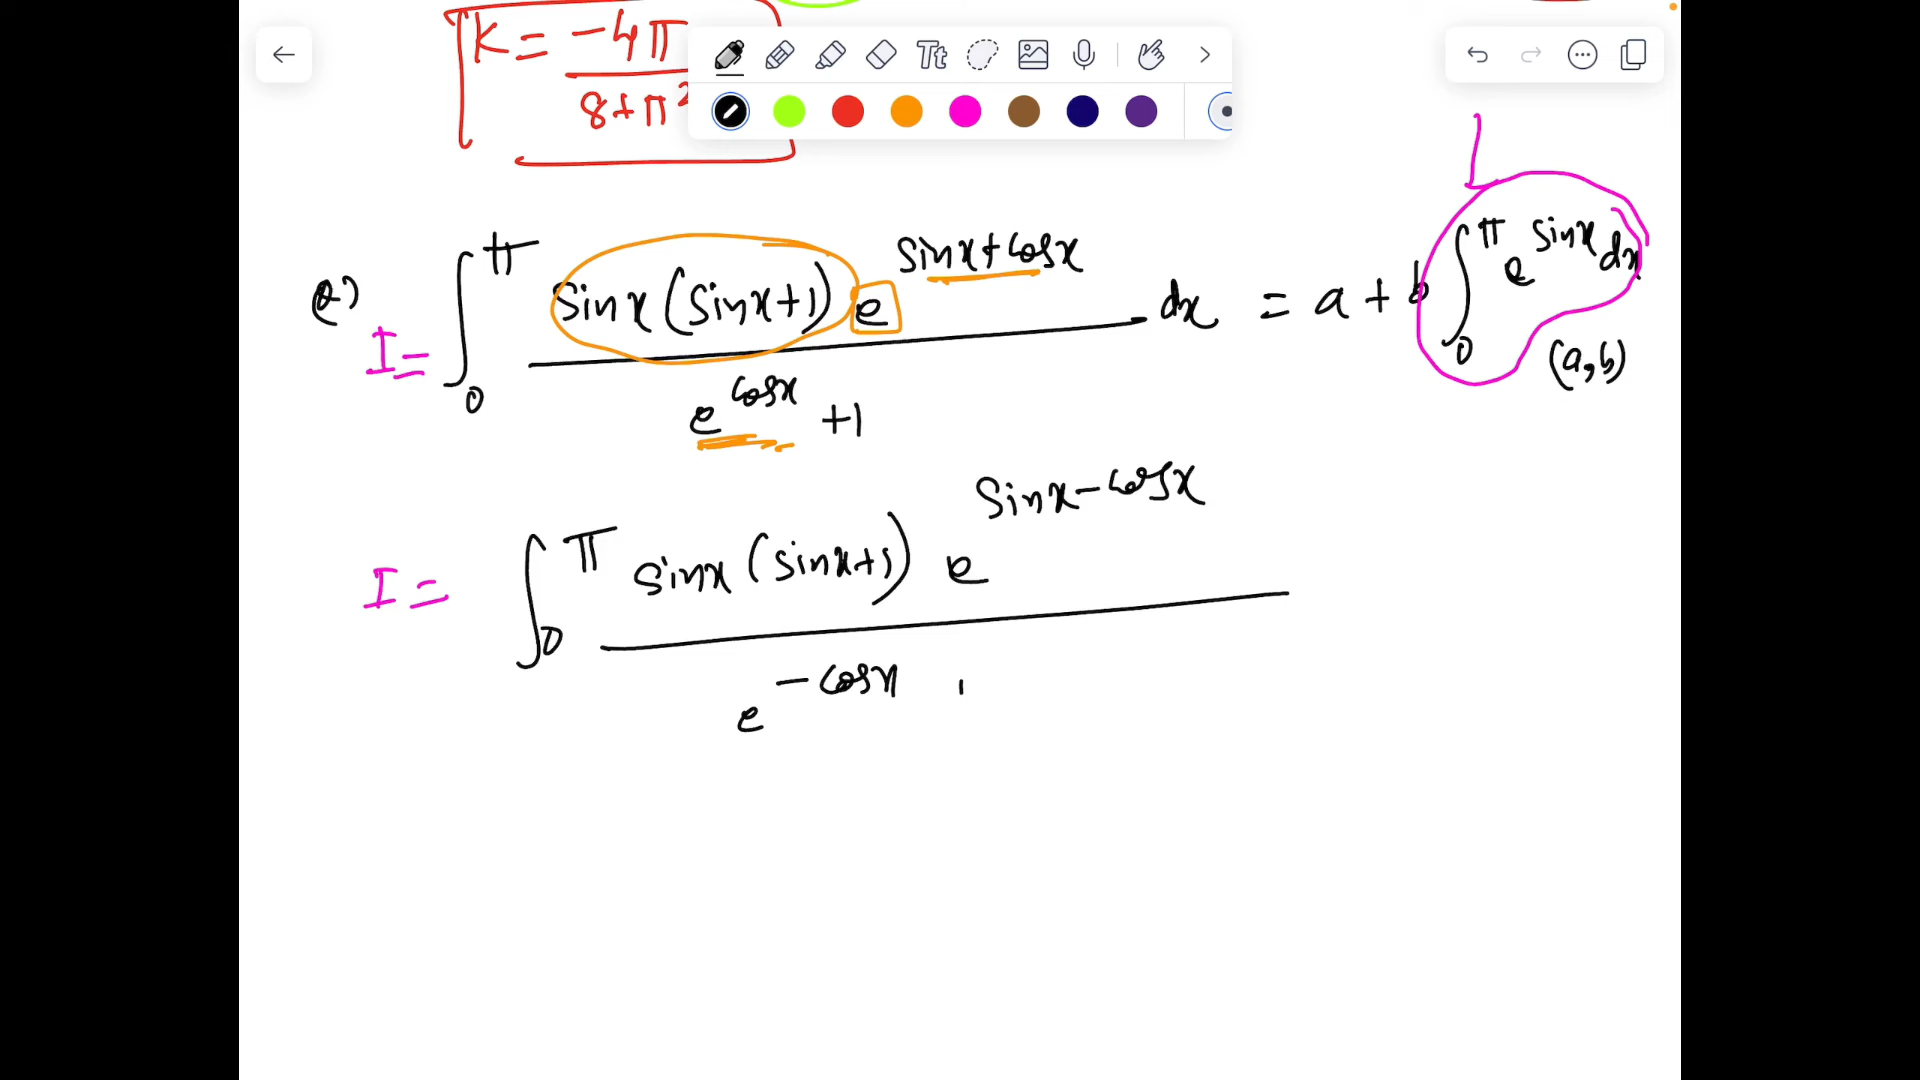 K = -4π / 8+π²
Tt
Q) I = ∫₀^π sinx(sinx+1) e^(sinx+cosx) / e^(cosx) +1 dx = a + b ∫₀^π e^(sinx) dx
(a,b)
I = ∫₀^π sinx(sinx+1) e^(sinx-cosx) / e^(-cosx)